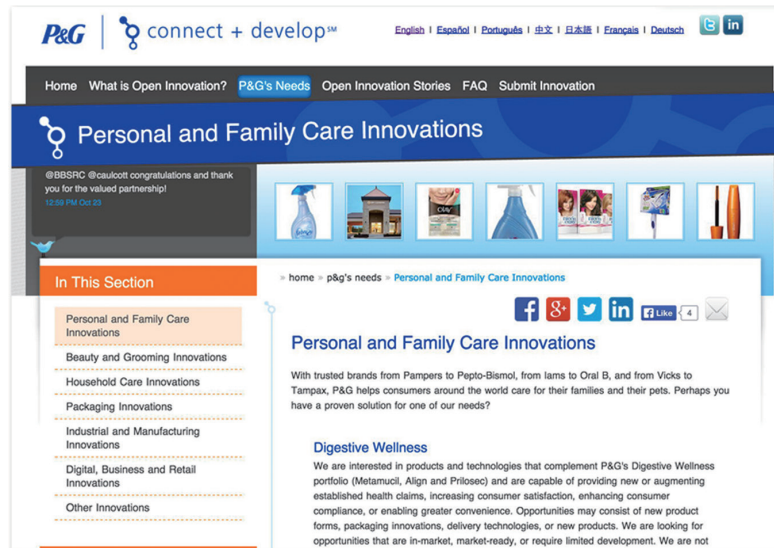 P&G connect + develop℠
English | Español | Português | 中文 | 日本語 | Français | Deutsch
Home What is Open Innovation? P&G's Needs Open Innovation Stories FAQ Submit Innovation
Personal and Family Care Innovations
@BBSRC @caulcott congratulations and thank
you for the valued partnership!
12:59 PM Oct 23
OLAY
In This Section
Personal and Family Care
Innovations
Beauty and Grooming Innovations
Household Care Innovations
Packaging Innovations
Industrial and Manufacturing
Innovations
Digital, Business and Retail
Innovations
Other Innovations
» home » p&g's needs » Personal and Family Care Innovations
Like 4
Personal and Family Care Innovations
With trusted brands from Pampers to Pepto-Bismol, from Iams to Oral B, and from Vicks to
Tampax, P&G helps consumers around the world care for their families and their pets. Perhaps you
have a proven solution for one of our needs?
Digestive Wellness
We are interested in products and technologies that complement P&G's Digestive Wellness
portfolio (Metamucil, Align and Prilosec) and are capable of providing new or augmenting
established health claims, increasing consumer satisfaction, enhancing consumer
compliance, or enabling greater convenience. Opportunities may consist of new product
forms, packaging innovations, delivery technologies, or new products. We are looking for
opportunities that are in-market, market-ready, or require limited development. We are not